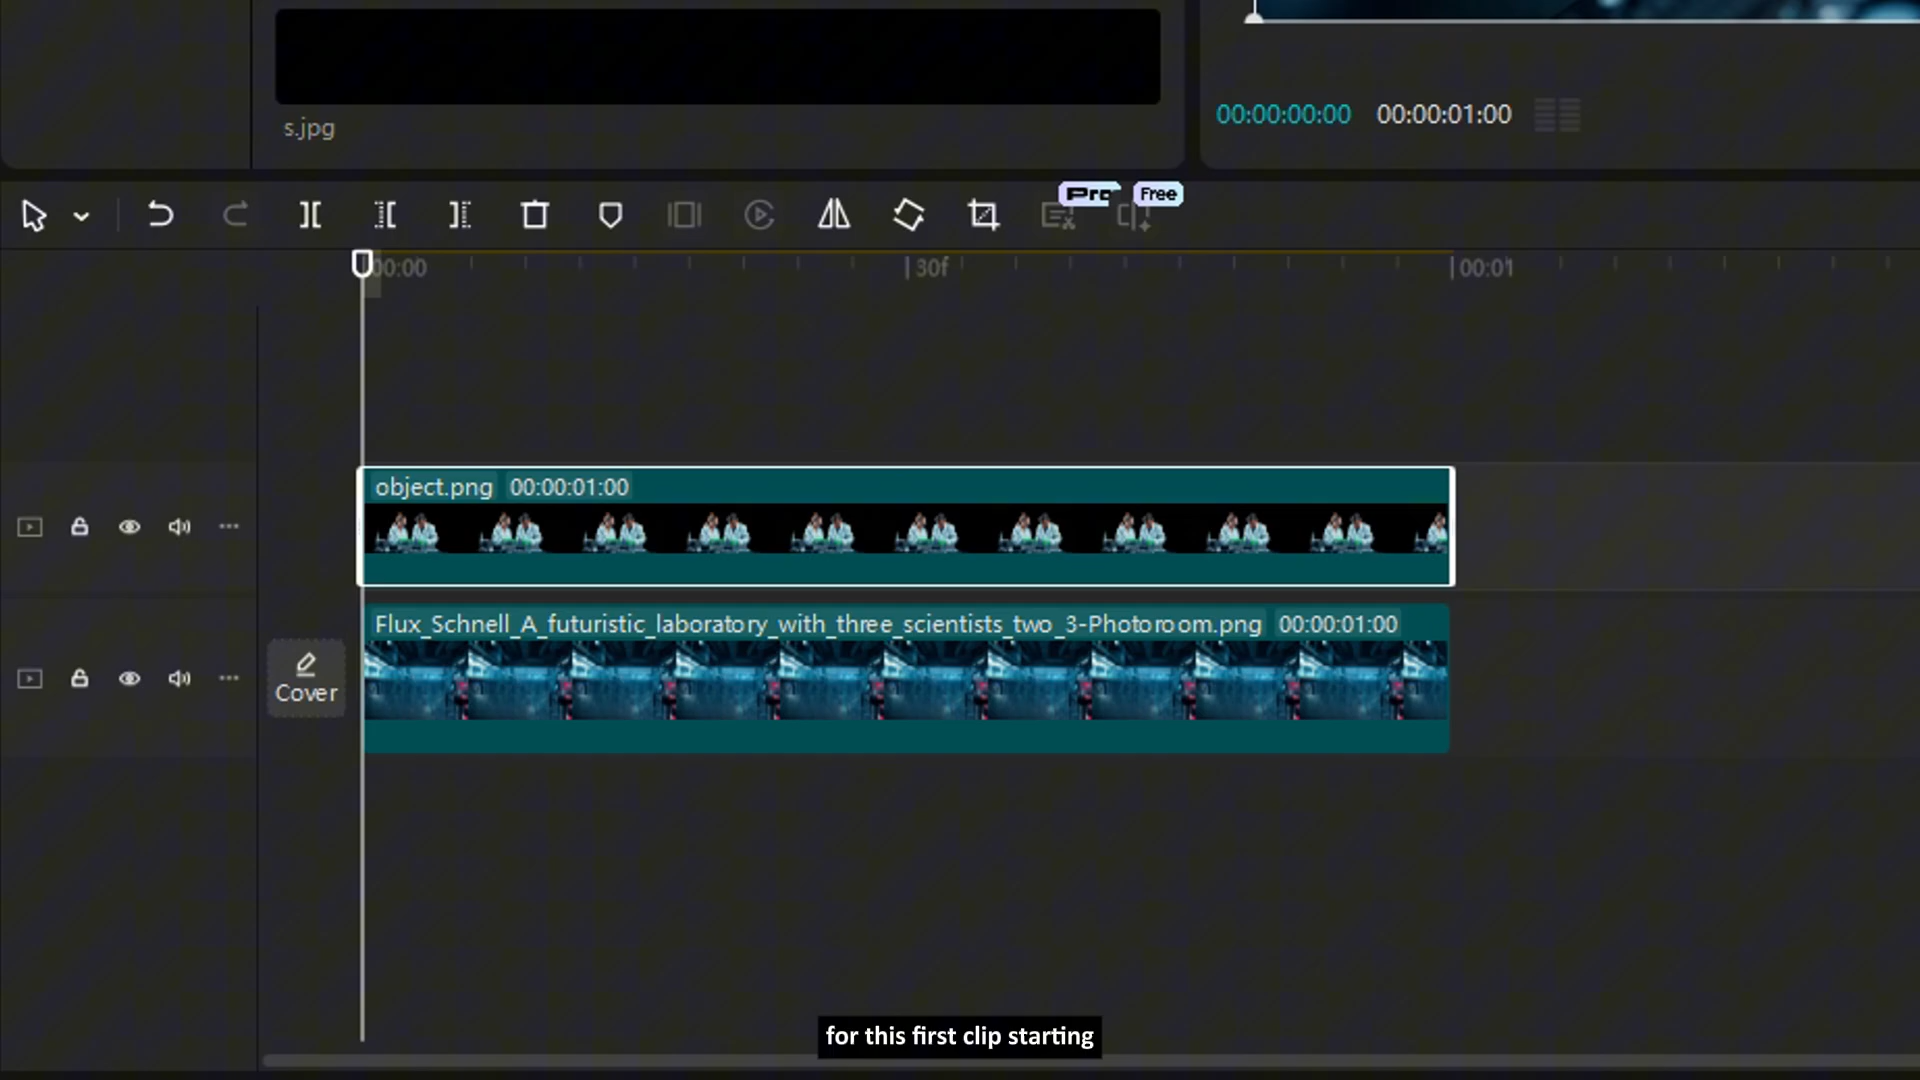 s.jpg
00:00:00:00 00:00:01:00
Pro Free
00:00 30f 00:01
object.png 00:00:01:00
Flux_Schnell_A_futuristic_laboratory_with_three_scientists_two_3-Photoroom.png 00:00:01:00
Cover
for this first clip starting